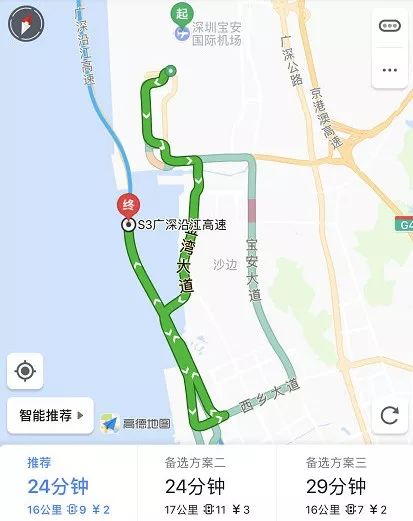 起
深圳宝安
国际机场
广深沿江高速
广深公路
京港澳高速
G4
终
S3广深沿江高速
湾大道
沙边
宝安大道
西乡大道
智能推荐
高德地图
推荐
24分钟
16公里 9 ¥2
备选方案二
24分钟
17公里 11 ¥3
备选方案三
29分钟
16公里 7 ¥2